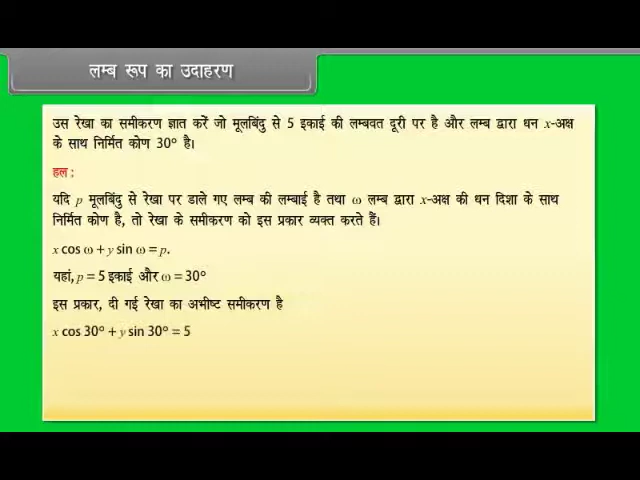 लम्ब रूप का उदाहरण
उस रेखा का समीकरण ज्ञात करें जो मूलबिंदु से 5 इकाई की लम्बवत दूरी पर है और लम्ब द्वारा धन x-अक्ष
के साथ निर्मित कोण 30° है।
हल :
यदि p मूलबिंदु से रेखा पर डाले गए लम्ब की लम्बाई है तथा ω लम्ब द्वारा x-अक्ष की धन दिशा के साथ
निर्मित कोण है, तो रेखा के समीकरण को इस प्रकार व्यक्त करते हैं।
x cos ω + y sin ω = p.
यहां, p = 5 इकाई और ω = 30°
इस प्रकार, दी गई रेखा का अभीष्ट समीकरण है
x cos 30° + y sin 30° = 5